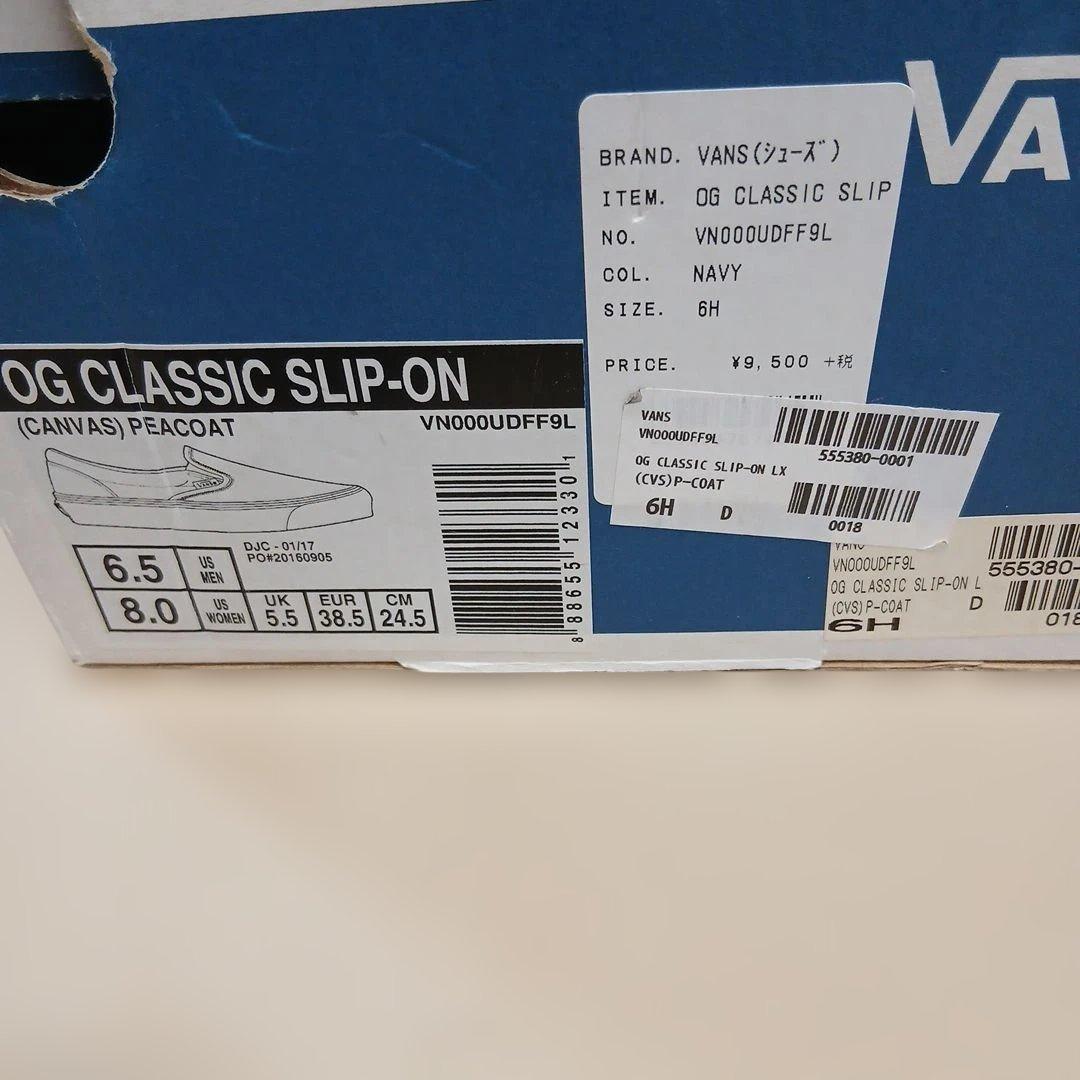 VA
BRAND. VANS(シューズ)
ITEM. OG CLASSIC SLIP
NO. VN000UDFF9L
COL. NAVY
SIZE. 6H
PRICE. ¥9,500 +税
OG CLASSIC SLIP-ON
(CANVAS) PEACOAT VN000UDFF9L
VANS
DJC - 01/17
PO#20160905
6.5 US MEN
8.0 US WOMEN
UK 5.5
EUR 38.5
CM 24.5
8 88655 12330 1
VANS
VN000UDFF9L
555380-0001
OG CLASSIC SLIP-ON LX
(CVS)P-COAT
6H D
0018
VANS
VN000UDFF9L
555380-
OG CLASSIC SLIP-ON L
(CVS)P-COAT D
6H
018